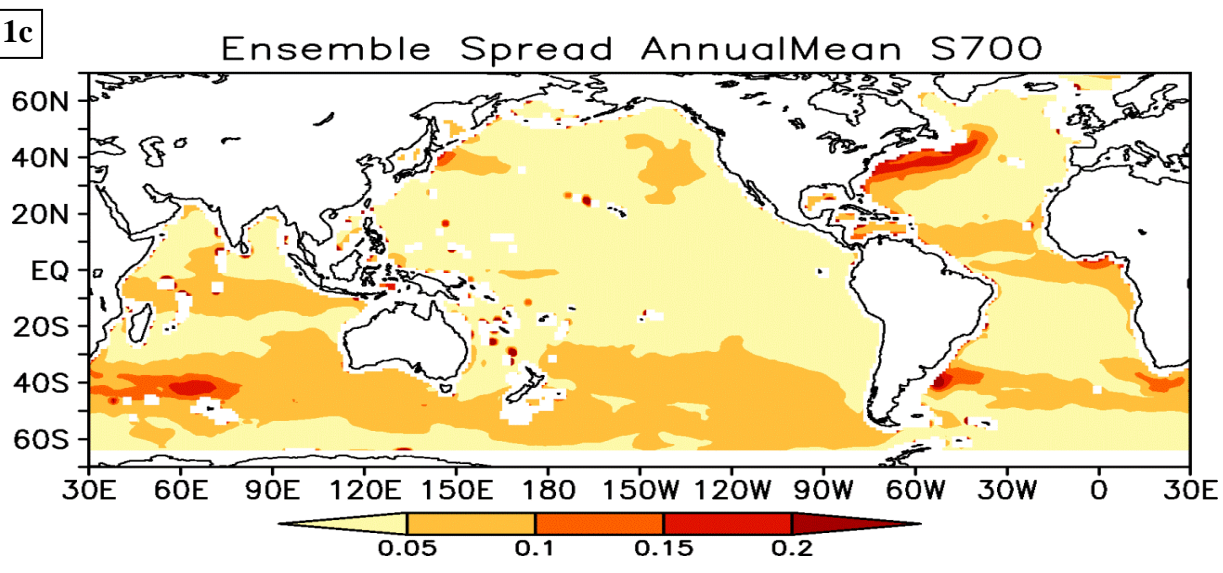 1c
Ensemble Spread AnnualMean S700
60N
40N
20N
EQ
20S
40S
60S
30E 60E 90E 120E 150E 180 150W 120W 90W 60W 30W 0 30E
0.05 0.1 0.15 0.2